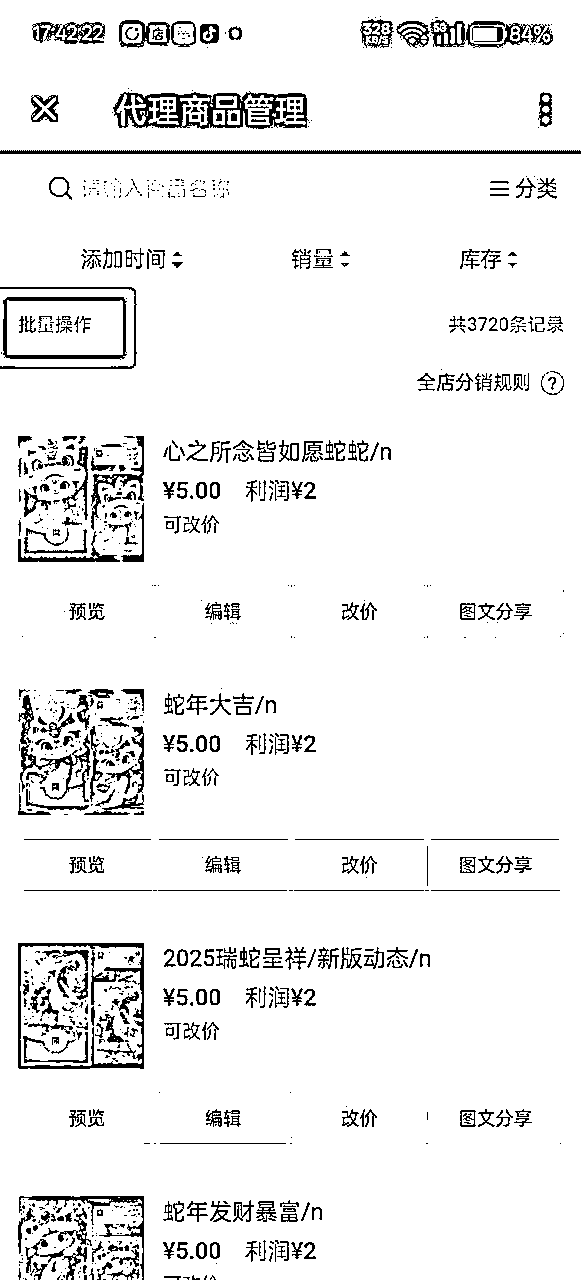 17:42:22
84%
代理商品管理
请输入商品名称
分类
添加时间 销量 库存
批量操作 共3720条记录
全店分销规则 ?
心之所念皆如愿蛇蛇/n
¥5.00 利润¥2
可改价
预览 编辑 改价 图文分享
蛇年大吉/n
¥5.00 利润¥2
可改价
预览 编辑 改价 图文分享
2025瑞蛇呈祥/新版动态/n
¥5.00 利润¥2
可改价
预览 编辑 改价 图文分享
蛇年发财暴富/n
¥5.00 利润¥2